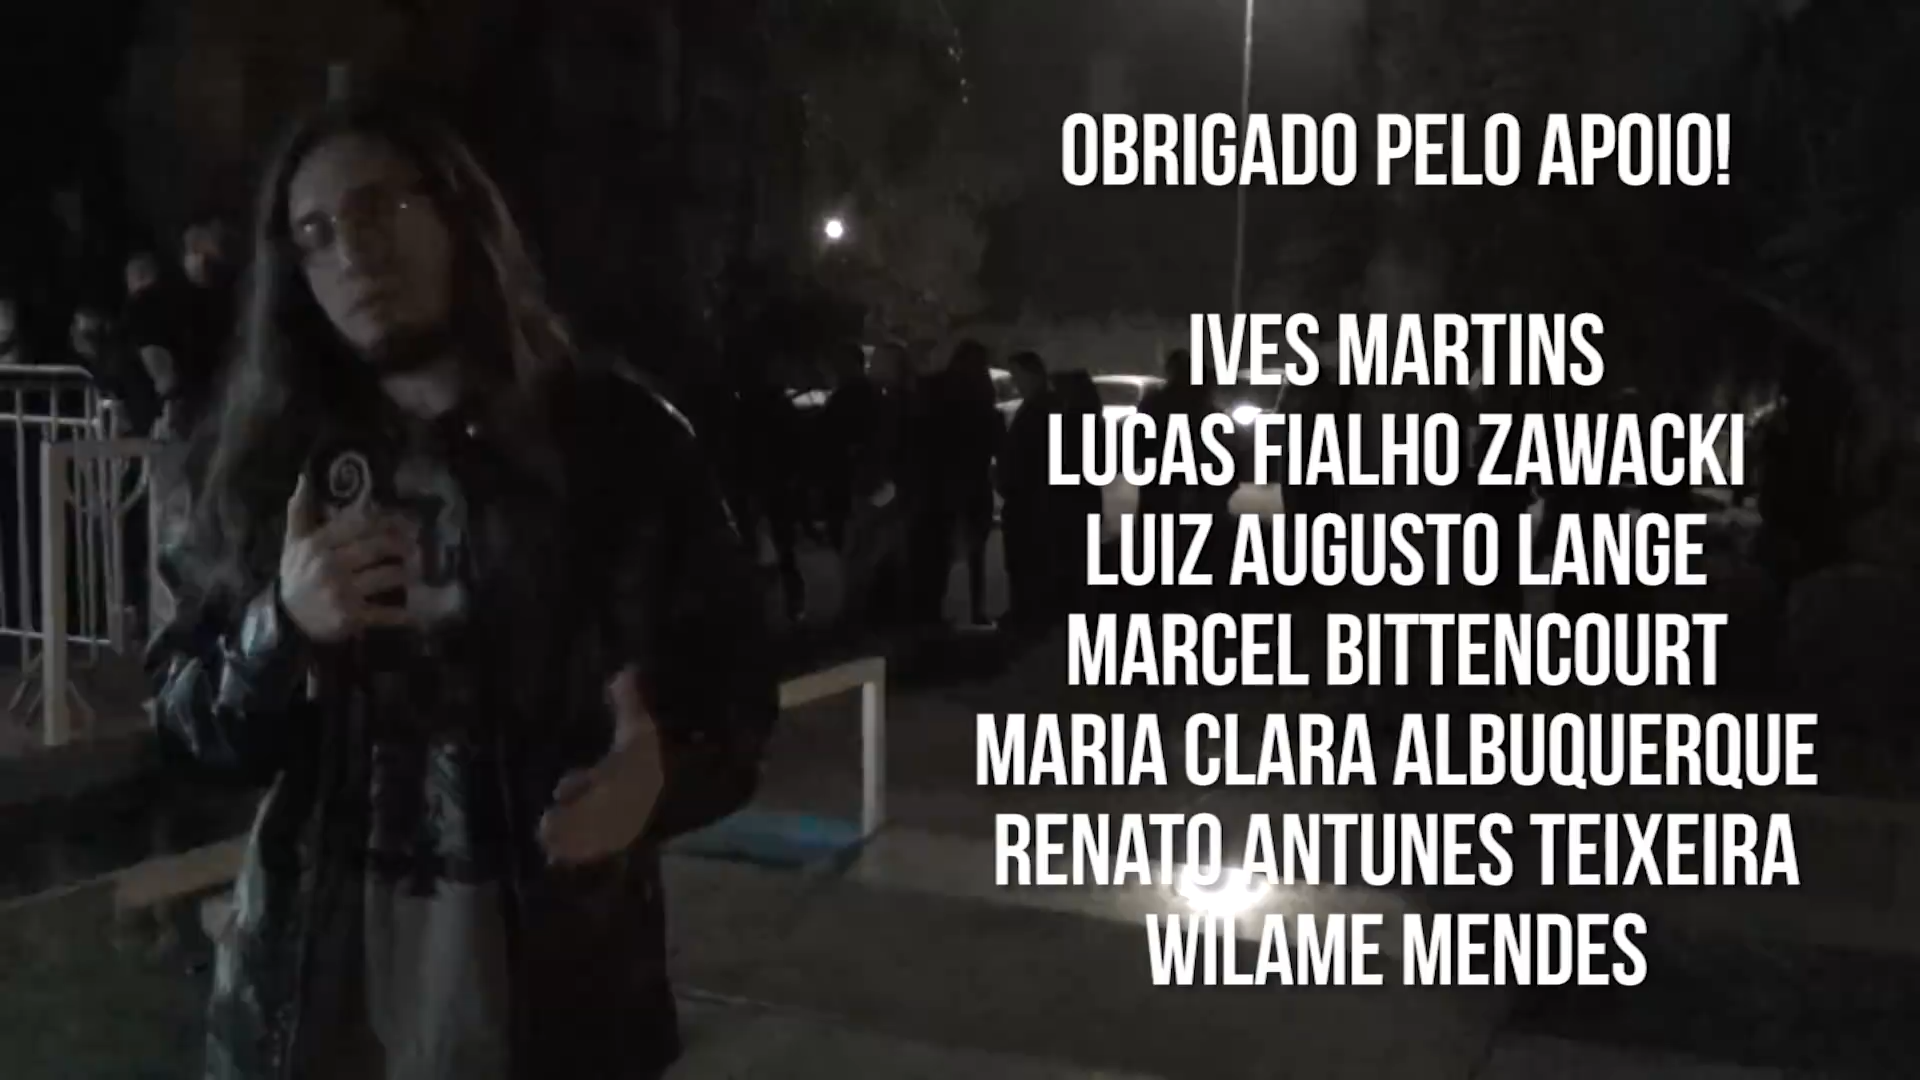 OBRIGADO PELO APOIO!
IVES MARTINS
LUCAS FIALHO ZAWACKI
LUIZ AUGUSTO LANGE
MARCEL BITTENCOURT
MARIA CLARA ALBUQUERQUE
RENATO ANTUNES TEIXEIRA
WILAME MENDES